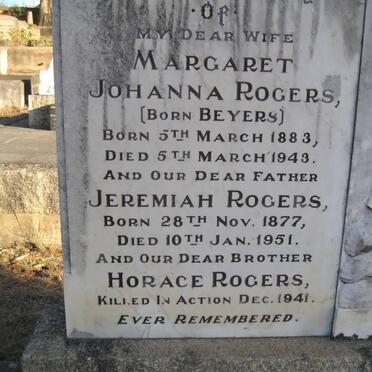 · OF ·
MY DEAR WIFE
MARGARET
JOHANNA ROGERS,
(BORN BEYERS)
BORN 5TH MARCH 1883,
DIED 5TH MARCH 1943.
AND OUR DEAR FATHER
JEREMIAH ROGERS,
BORN 28TH NOV. 1877,
DIED 10TH JAN. 1951.
AND OUR DEAR BROTHER
HORACE ROGERS,
KILLED IN ACTION DEC. 1941.
EVER REMEMBERED.